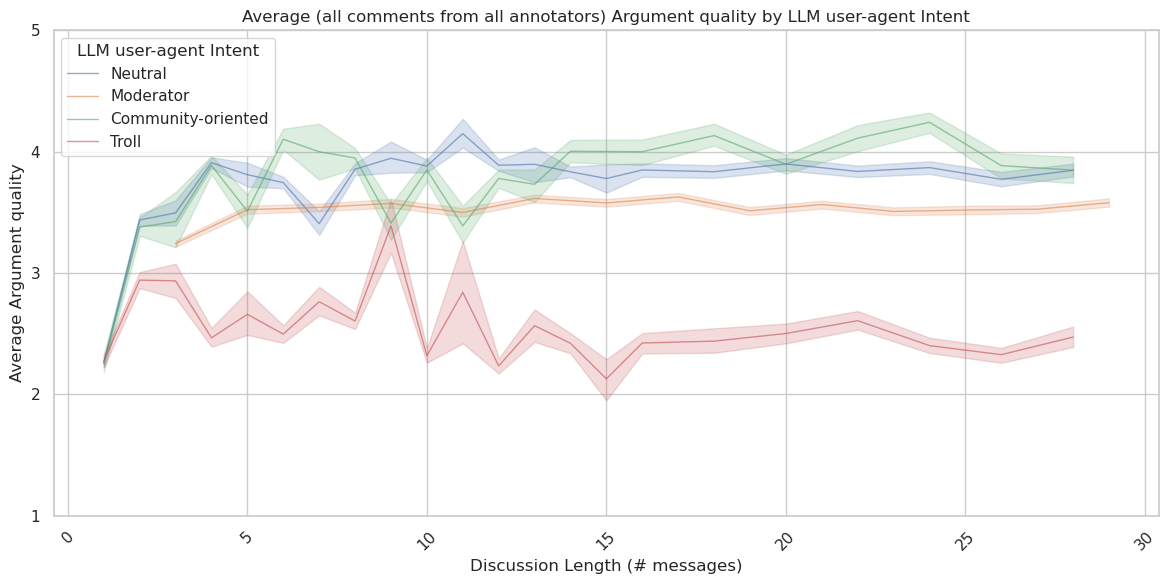 Average (all comments from all annotators) Argument quality by LLM user-agent Intent
5
LLM user-agent Intent
Neutral
Moderator
Community-oriented
Troll
4
3
2
1
Average Argument quality
0
5
10
15
20
25
30
Discussion Length (# messages)